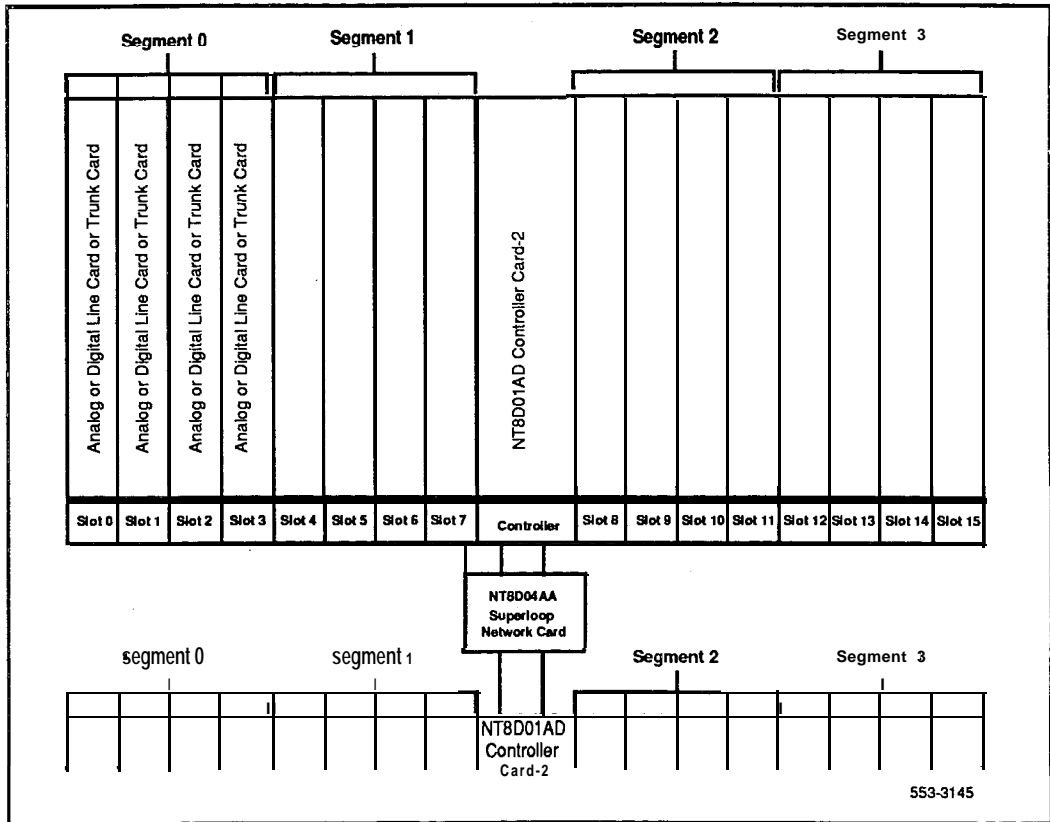 Segment 0
Segment 1
Segment 2
Segment 3
Analog or Digital Line Card or Trunk Card
Analog or Digital Line Card or Trunk Card
Analog or Digital Line Card or Trunk Card
Analog or Digital Line Card or Trunk Card
NT8D01AD Controller Card-2
Slot 0
Slot 1
Slot 2
Slot 3
Slot 4
Slot 5
Slot 6
Slot 7
Controller
Slot 8
Slot 9
Slot 10
Slot 11
Slot 12
Slot 13
Slot 14
Slot 15
NT8D04AA
Superloop
Network Card
segment 0
segment 1
Segment 2
Segment 3
NT8D01AD
Controller
Card-2
553-3145